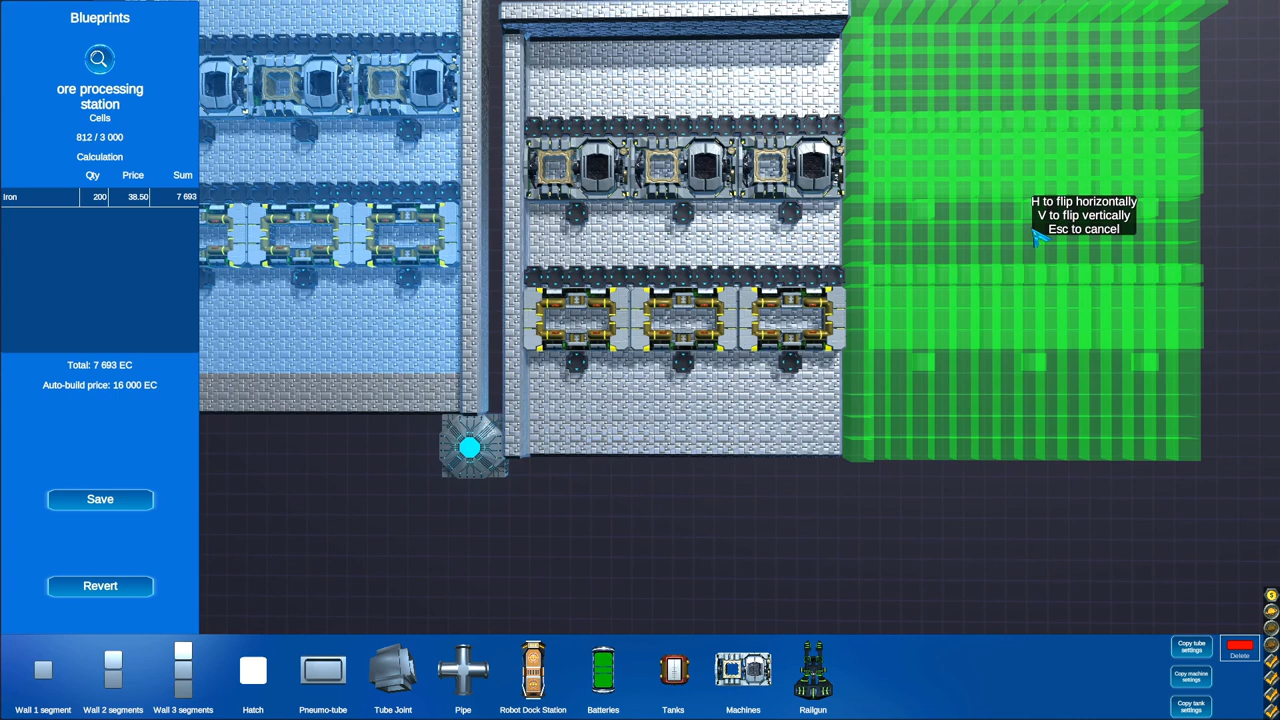 Blueprints
ore processing
station
Cells
812 / 3 000
Calculation
Qty Price Sum
Iron 200 38.50 7 693
Total: 7 693 EC
Auto-build price: 16 000 EC
Save
Revert
H to flip horizontally
V to flip vertically
Esc to cancel
Wall 1 segment
Wall 2 segments
Wall 3 segments
Hatch
Pneumo-tube
Tube Joint
Pipe
Robot Dock Station
Batteries
Tanks
Machines
Railgun
Copy tube
settings
Copy machine
settings
Copy tank
settings
Delete